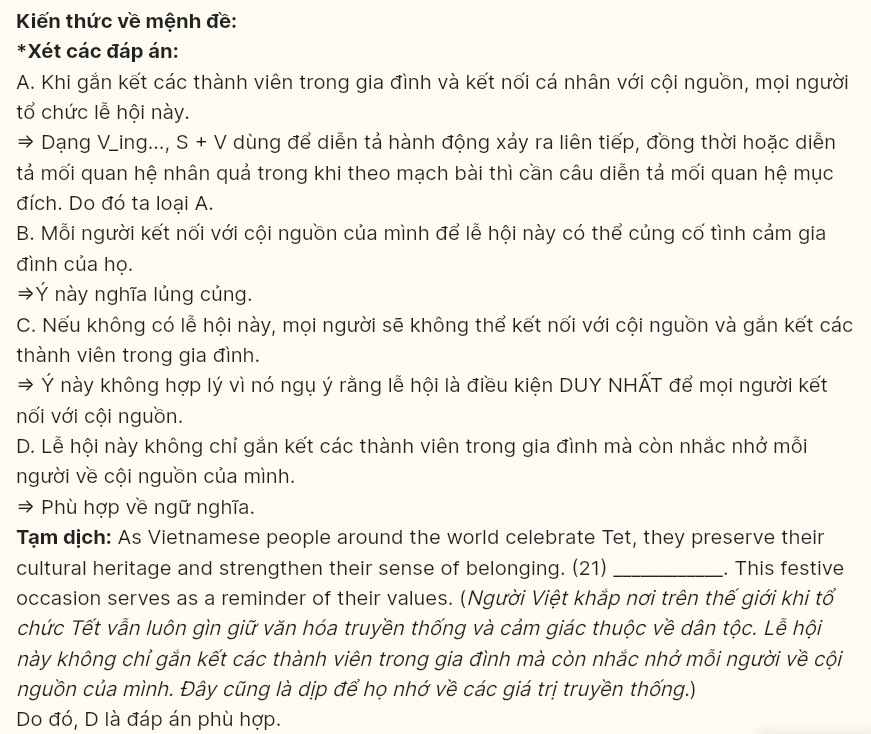 Kiến thức về mệnh đề:
*Xét các đáp án:
A. Khi gắn kết các thành viên trong gia đình và kết nối cá nhân với cội nguồn, mọi người
tổ chức lễ hội này.
⇒ Dạng V_ing..., S + V dùng để diễn tả hành động xảy ra liên tiếp, đồng thời hoặc diễn
tả mối quan hệ nhân quả trong khi theo mạch bài thì cần câu diễn tả mối quan hệ mục
đích. Do đó ta loại A.
B. Mỗi người kết nối với cội nguồn của mình để lễ hội này có thể củng cố tình cảm gia
đình của họ.
⇒Ý này nghĩa lủng củng.
C. Nếu không có lễ hội này, mọi người sẽ không thể kết nối với cội nguồn và gắn kết các
thành viên trong gia đình.
⇒ Ý này không hợp lý vì nó ngụ ý rằng lễ hội là điều kiện DUY NHẤT để mọi người kết
nối với cội nguồn.
D. Lễ hội này không chỉ gắn kết các thành viên trong gia đình mà còn nhắc nhở mỗi
người về cội nguồn của mình.
⇒ Phù hợp về ngữ nghĩa.
Tạm dịch: As Vietnamese people around the world celebrate Tet, they preserve their
cultural heritage and strengthen their sense of belonging. (21) ____________. This festive
occasion serves as a reminder of their values. (Người Việt khắp nơi trên thế giới khi tổ
chức Tết vẫn luôn gìn giữ văn hóa truyền thống và cảm giác thuộc về dân tộc. Lễ hội
này không chỉ gắn kết các thành viên trong gia đình mà còn nhắc nhở mỗi người về cội
nguồn của mình. Đây cũng là dịp để họ nhớ về các giá trị truyền thống.)
Do đó, D là đáp án phù hợp.